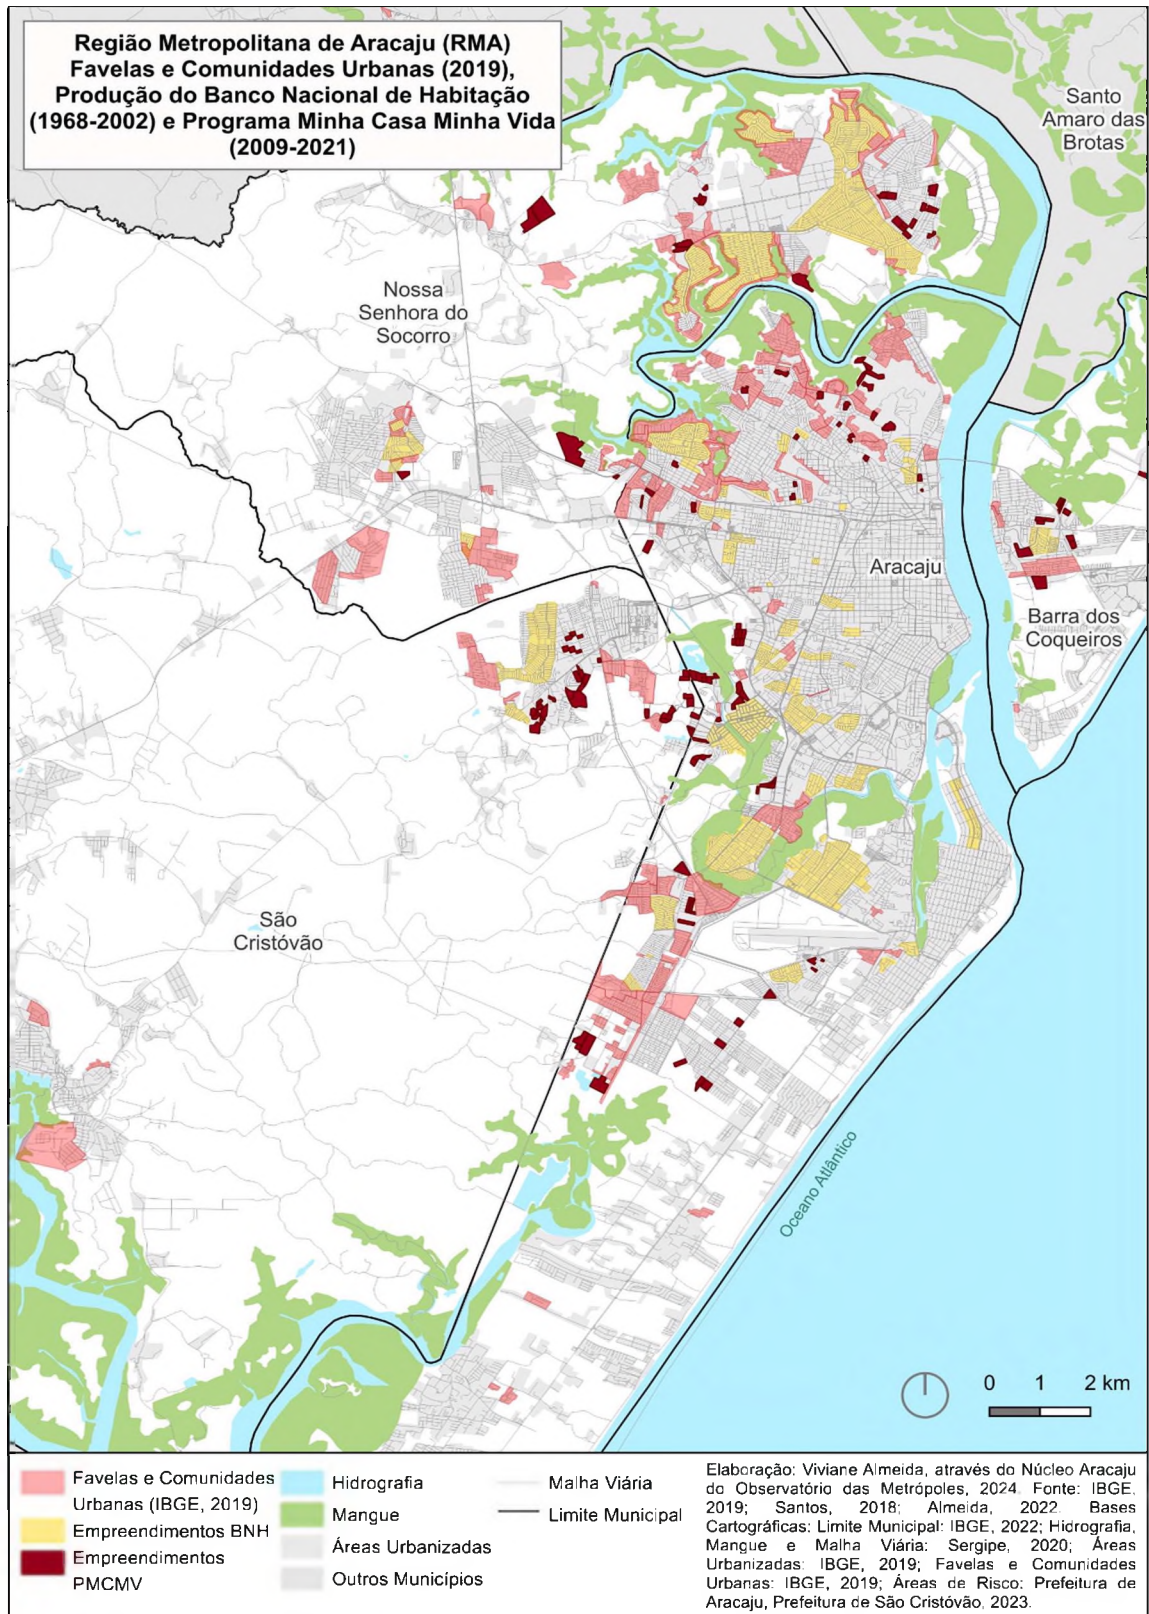 Região Metropolitana de Aracaju (RMA)
Favelas e Comunidades Urbanas (2019),
Produção do Banco Nacional de Habitação
(1968-2002) e Programa Minha Casa Minha Vida
(2009-2021)
Santo
Amaro das
Brotas
Nossa
Senhora do
Socorro
Aracaju
Barra dos
Coqueiros
São
Cristóvão
Oceano Atlântico
0 1 2 km
Favelas e Comunidades
Urbanas (IBGE, 2019)
Empreendimentos BNH
Empreendimentos
PMCMV
Hidrografia
Mangue
Áreas Urbanizadas
Outros Municípios
Malha Viária
Limite Municipal
Elaboração: Viviane Almeida, através do Núcleo Aracaju
do Observatório das Metrópoles, 2024. Fonte: IBGE,
2019; Santos, 2018; Almeida, 2022. Bases
Cartográficas: Limite Municipal: IBGE, 2022; Hidrografia,
Mangue e Malha Viária: Sergipe, 2020; Áreas
Urbanizadas: IBGE, 2019; Favelas e Comunidades
Urbanas: IBGE, 2019; Áreas de Risco: Prefeitura de
Aracaju, Prefeitura de São Cristóvão, 2023.